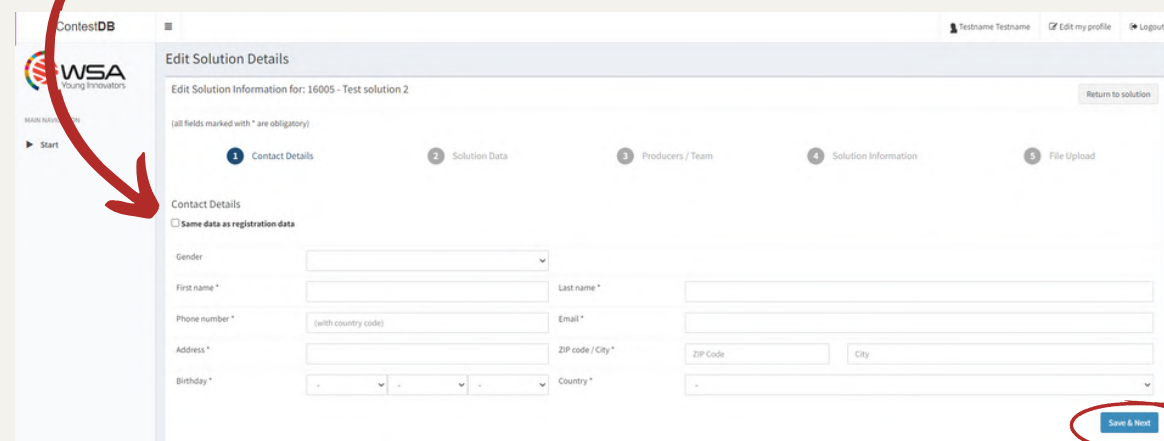 ContestDB
Testname Testname Edit my profile Logout
WSA
Young Innovators
Edit Solution Details
Edit Solution Information for: 16005 - Test solution 2
Return to solution
MAIN NAVIGATION
(all fields marked with * are obligatory)
Start
1 Contact Details 2 Solution Data 3 Producers / Team 4 Solution Information 5 File Upload
Contact Details
Same data as registration data
Gender
First name * Last name *
Phone number * (with country code) Email *
Address * ZIP code / City * ZIP Code City
Birthday * - - - Country * -
Save & Next